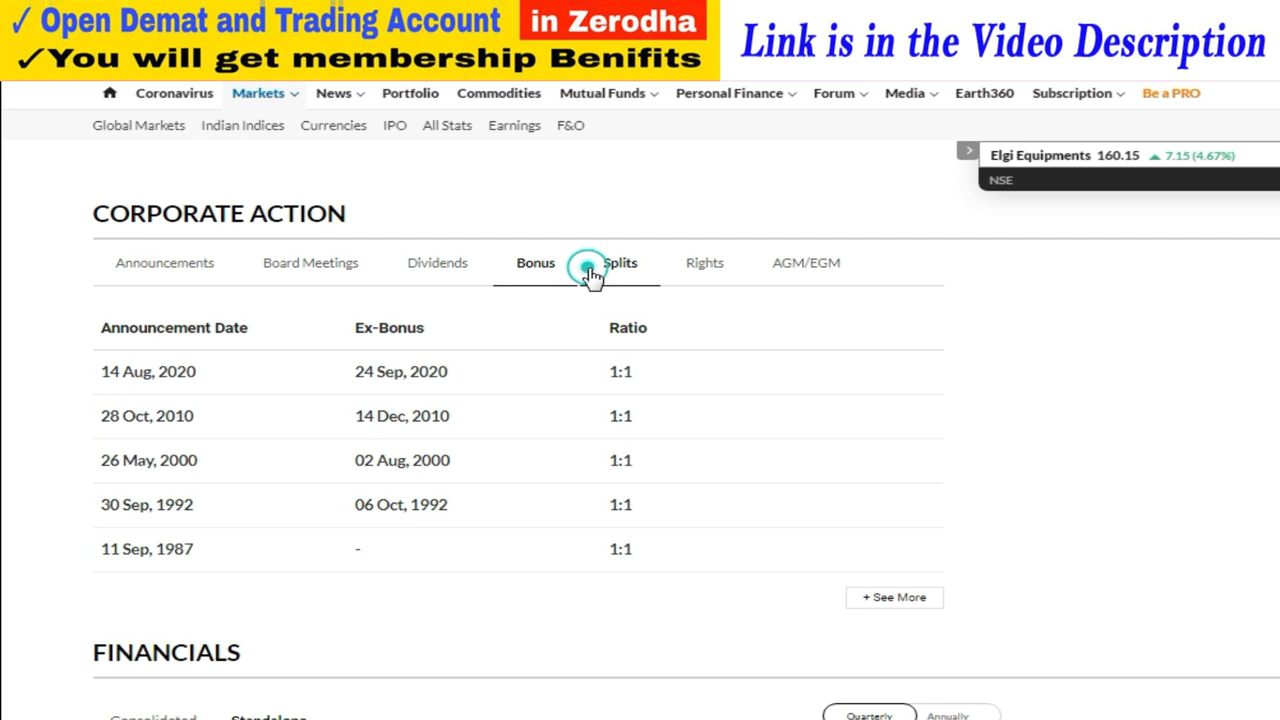 ✓ Open Demat and Trading Account in Zerodha
✓You will get membership Benifits
Link is in the Video Description
Coronavirus Markets News Portfolio Commodities Mutual Funds Personal Finance Forum Media Earth360 Subscription Be a PRO
Global Markets Indian Indices Currencies IPO All Stats Earnings F&O
> Elgi Equipments 160.15 ▲ 7.15 (4.67%)
NSE
CORPORATE ACTION
Announcements Board Meetings Dividends Bonus Splits Rights AGM/EGM
Announcement Date Ex-Bonus Ratio
14 Aug, 2020 24 Sep, 2020 1:1
28 Oct, 2010 14 Dec, 2010 1:1
26 May, 2000 02 Aug, 2000 1:1
30 Sep, 1992 06 Oct, 1992 1:1
11 Sep, 1987 - 1:1
+ See More
FINANCIALS
Consolidated Standalone Quarterly Annually